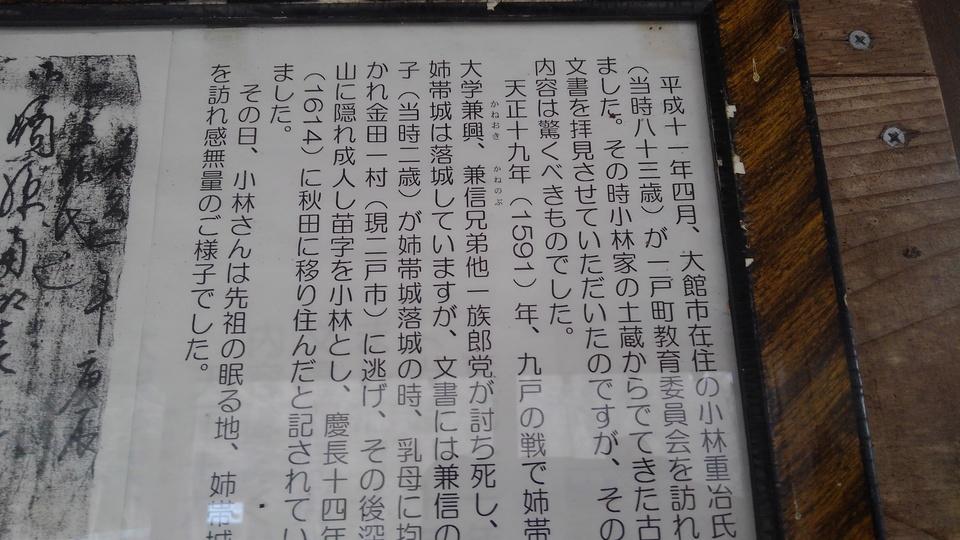 平成十一年四月、大館市在住の小林重治氏
（当時八十三歳）が一戸町教育委員会を訪れ
ました。その時小林家の土蔵からでてきた古
文書を拝見させていただいたのですが、その
内容は驚くべきものでした。
天正十九年（1591）年、九戸の戦で姉帯
大学兼興、兼信兄弟他一族郎党が討ち死し、
かねおき
かねのぶ
姉帯城は落城していますが、文書には兼信の
子（当時二歳）が姉帯城落城の時、乳母に抱
かれ金田一村（現二戸市）に逃げ、その後深
山に隠れ成人し苗字を小林とし、慶長十四年
（1614）に秋田に移り住んだと記されてい
ました。
その日、小林さんは先祖の眠る地、姉帯城
を訪れ感無量のご様子でした。